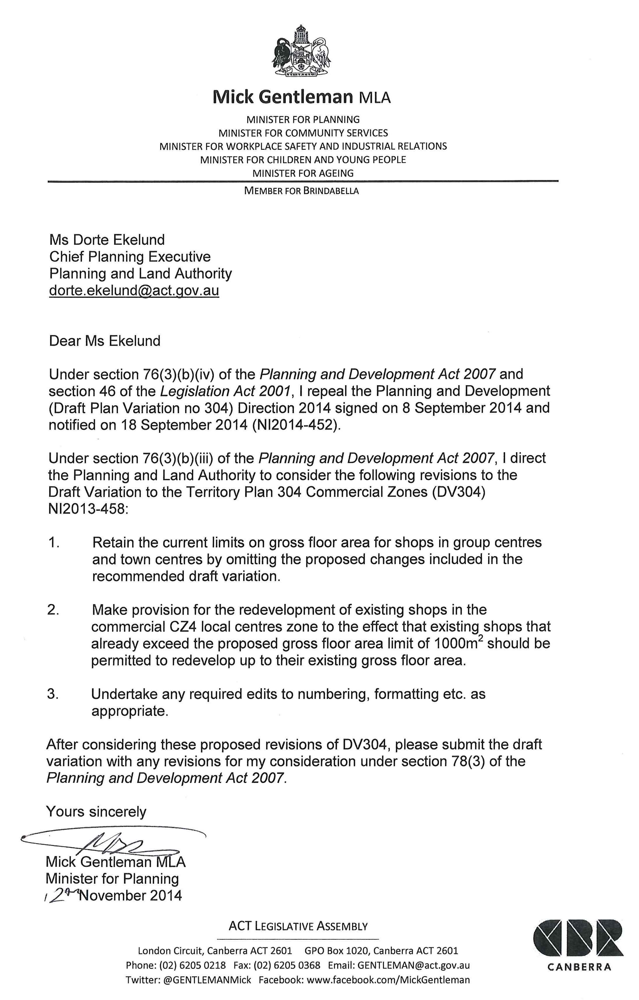 Mick Gentleman MLA
MINISTER FOR PLANNING
MINISTER FOR COMMUNITY SERVICES
MINISTER FOR WORKPLACE SAFETY AND INDUSTRIAL RELATIONS
MINISTER FOR CHILDREN AND YOUNG PEOPLE
MINISTER FOR AGEING
MEMBER FOR BRINDABELLA
Ms Dorte Ekelund
Chief Planning Executive
Planning and Land Authority
dorte.ekelund@act.gov.au
Dear Ms Ekelund
Under section 76(3)(b)(iv) of the Planning and Development Act 2007 and
section 46 of the Legislation Act 2001, I repeal the Planning and Development
(Draft Plan Variation no 304) Direction 2014 signed on 8 September 2014 and
notified on 18 September 2014 (NI2014-452).
Under section 76(3)(b)(iii) of the Planning and Development Act 2007, I direct
the Planning and Land Authority to consider the following revisions to the
Draft Variation to the Territory Plan 304 Commercial Zones (DV304)
NI2013-458:
1. Retain the current limits on gross floor area for shops in group centres
and town centres by omitting the proposed changes included in the
recommended draft variation.
2. Make provision for the redevelopment of existing shops in the
commercial CZ4 local centres zone to the effect that existing shops that
already exceed the proposed gross floor area limit of 1000m² should be
permitted to redevelop up to their existing gross floor area.
3. Undertake any required edits to numbering, formatting etc. as
appropriate.
After considering these proposed revisions of DV304, please submit the draft
variation with any revisions for my consideration under section 78(3) of the
Planning and Development Act 2007.
Yours sincerely
Mick Gentleman MLA
Minister for Planning
12 November 2014
ACT LEGISLATIVE ASSEMBLY
London Circuit, Canberra ACT 2601 GPO Box 1020, Canberra ACT 2601
Phone: (02) 6205 0218 Fax: (02) 6205 0368 Email: GENTLEMAN@act.gov.au
Twitter: @GENTLEMANMick Facebook: www.facebook.com/MickGentleman
CBR
CANBERRA